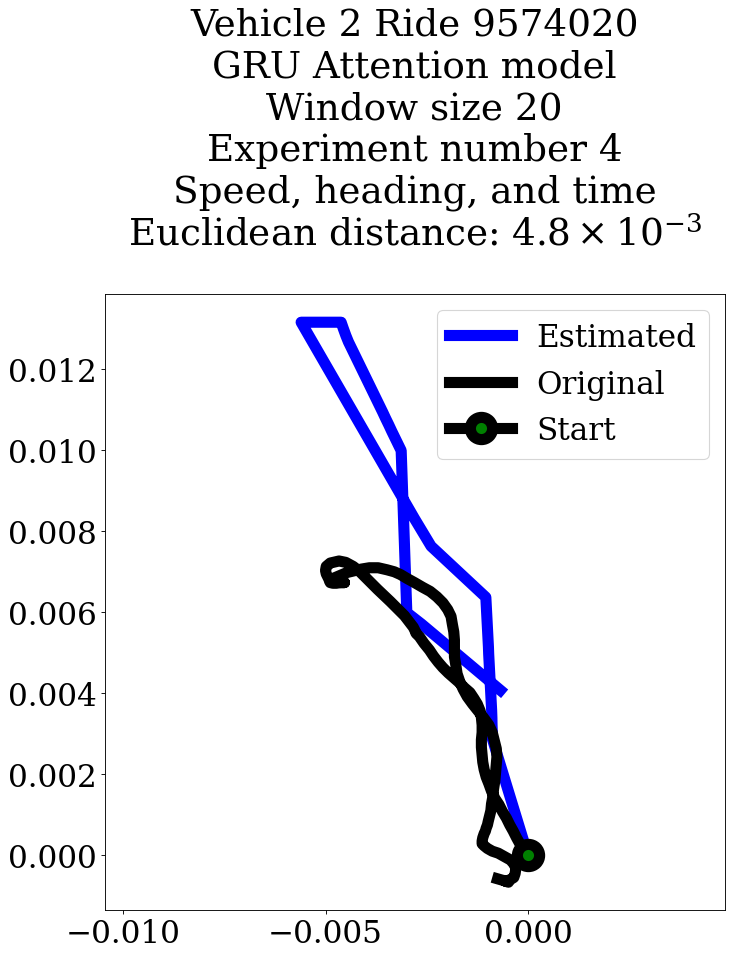 Vehicle 2 Ride 9574020
GRU Attention model
Window size 20
Experiment number 4
Speed, heading, and time
Euclidean distance: 4.8 × 10⁻³
Estimated
Original
Start
0.012
0.010
0.008
0.006
0.004
0.002
0.000
−0.010 −0.005 0.000